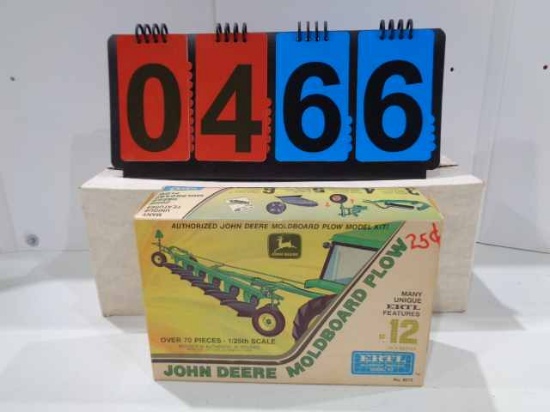 0466
AUTHORIZED JOHN DEERE MOLDBOARD PLOW MODEL KIT!
JOHN DEERE
25¢
MANY
UNIQUE
ERTL
FEATURES
12
OVER 70 PIECES - 1/25th SCALE
JOHN DEERE MOLDBOARD PLOW
ERTL